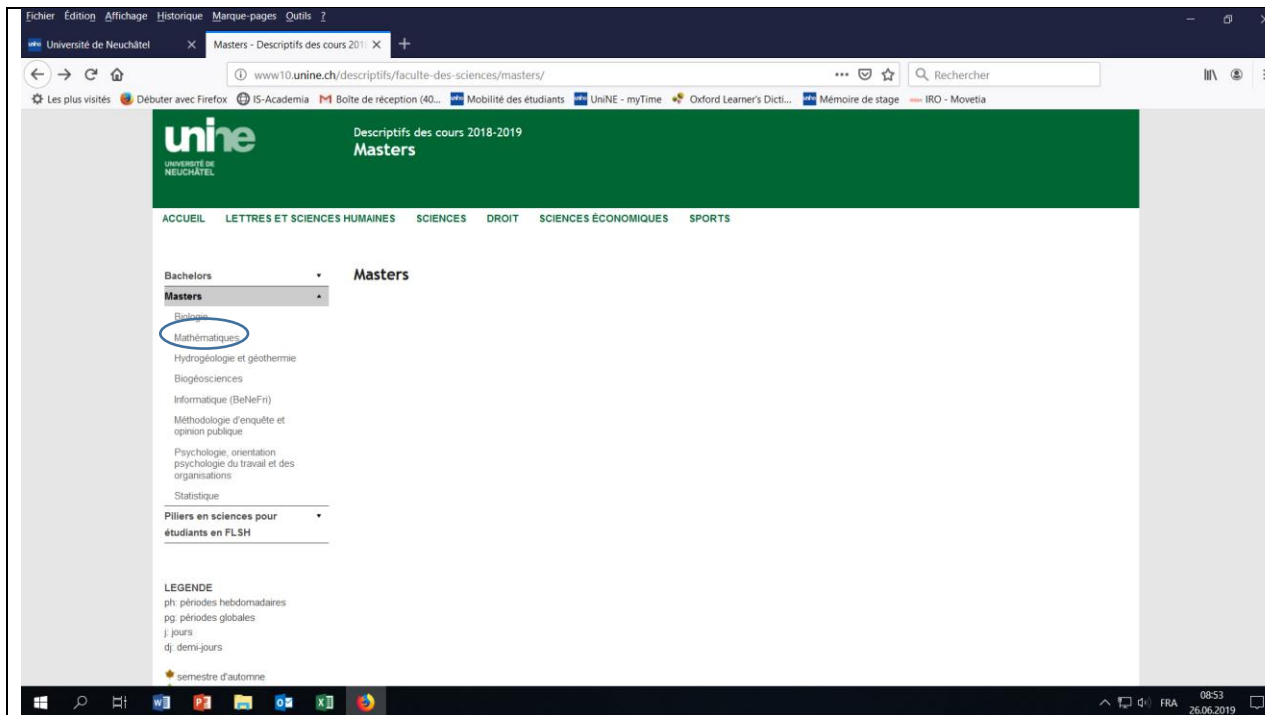 Fichier Édition Affichage Historique Marque-pages Outils ?
Université de Neuchâtel
Masters - Descriptifs des cours 201
www10.unine.ch/descriptifs/faculte-des-sciences/masters/
Rechercher
Les plus visités Débuter avec Firefox IS-Academia Boîte de réception (40... Mobilité des étudiants UniNE - myTime Oxford Learner's Dicti... Mémoire de stage IRO - Movetia
unine
UNIVERSITÉ DE
NEUCHÂTEL
Descriptifs des cours 2018-2019
Masters
ACCUEIL LETTRES ET SCIENCES HUMAINES SCIENCES DROIT SCIENCES ÉCONOMIQUES SPORTS
Bachelors
Masters
Masters
Biologie
Mathématiques
Hydrogéologie et géothermie
Biogéosciences
Informatique (BeNeFri)
Méthodologie d'enquête et
opinion publique
Psychologie, orientation
psychologie du travail et des
organisations
Statistique
Piliers en sciences pour
étudiants en FLSH
LEGENDE
ph: périodes hebdomadaires
pg: périodes globales
j: jours
dj: demi-jours
semestre d'automne
FRA
08:53
26.06.2019